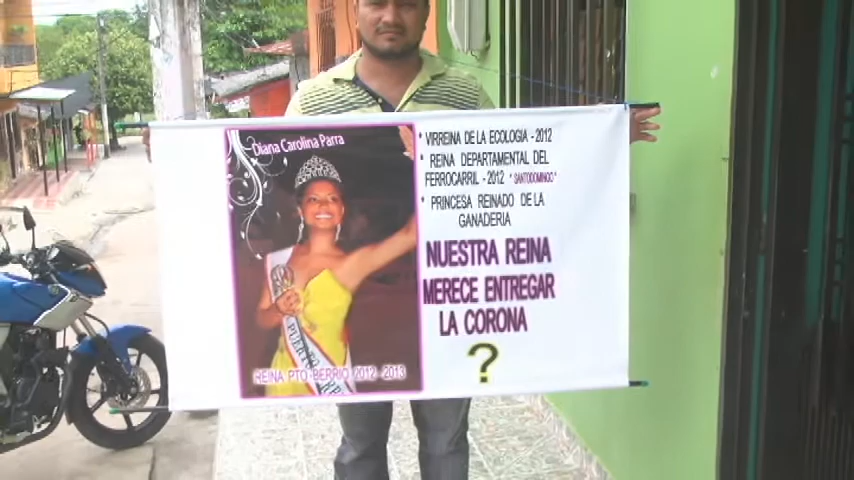 Diana Carolina Parra
• VIRREINA DE LA ECOLOGIA - 2012
• REINA DEPARTAMENTAL DEL
FERROCARRIL - 2012 "SANTODOMINGO"
• PRINCESA REINADO DE LA
GANADERIA
NUESTRA REINA
MERECE ENTREGAR
LA CORONA
?
PUERTO
REINA PTO BERRIO 2012 - 2013